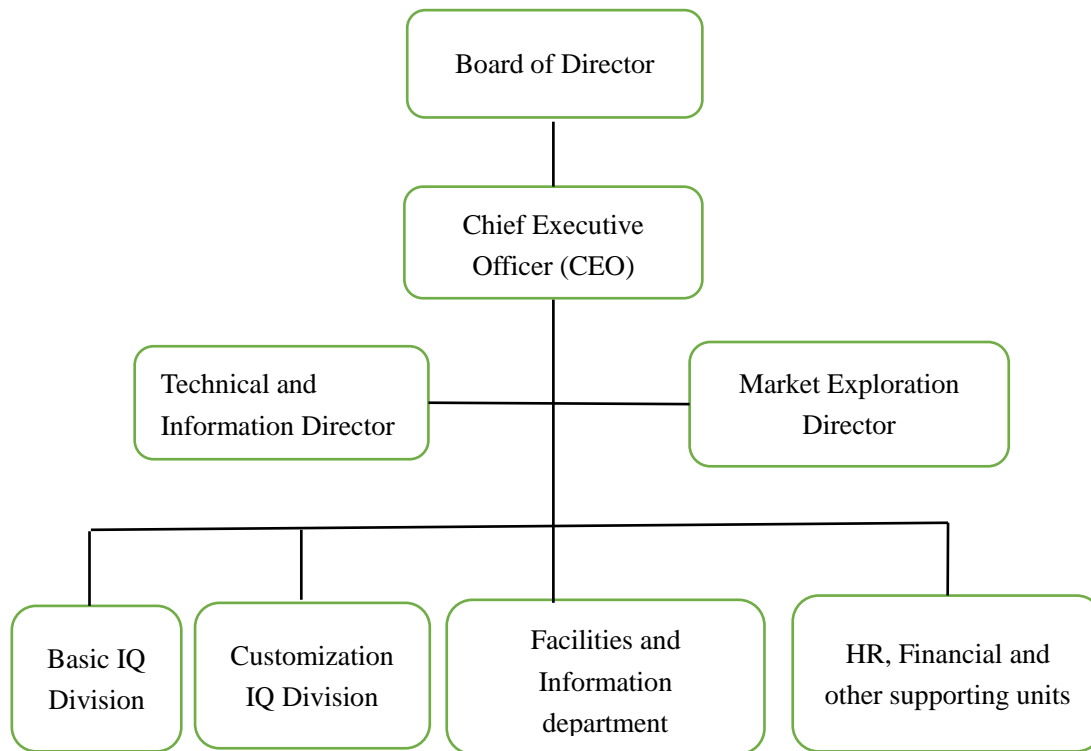 Board of Director
Chief Executive
Officer (CEO)
Technical and
Information Director
Market Exploration
Director
Basic IQ
Division
Customization
IQ Division
Facilities and
Information
department
HR, Financial and
other supporting units